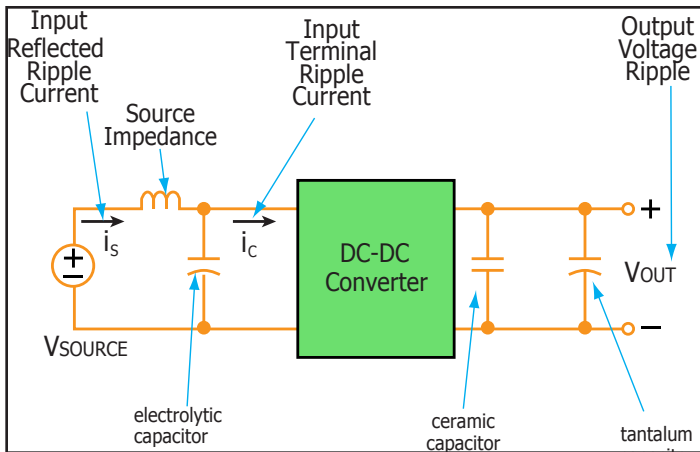 Input
Reflected
Ripple
Current
Source
Impedance
Input
Terminal
Ripple
Current
Output
Voltage
Ripple
iS
iC
DC-DC
Converter
+
−
+
−
VOUT
VSOURCE
electrolytic
capacitor
ceramic
capacitor
tantalum